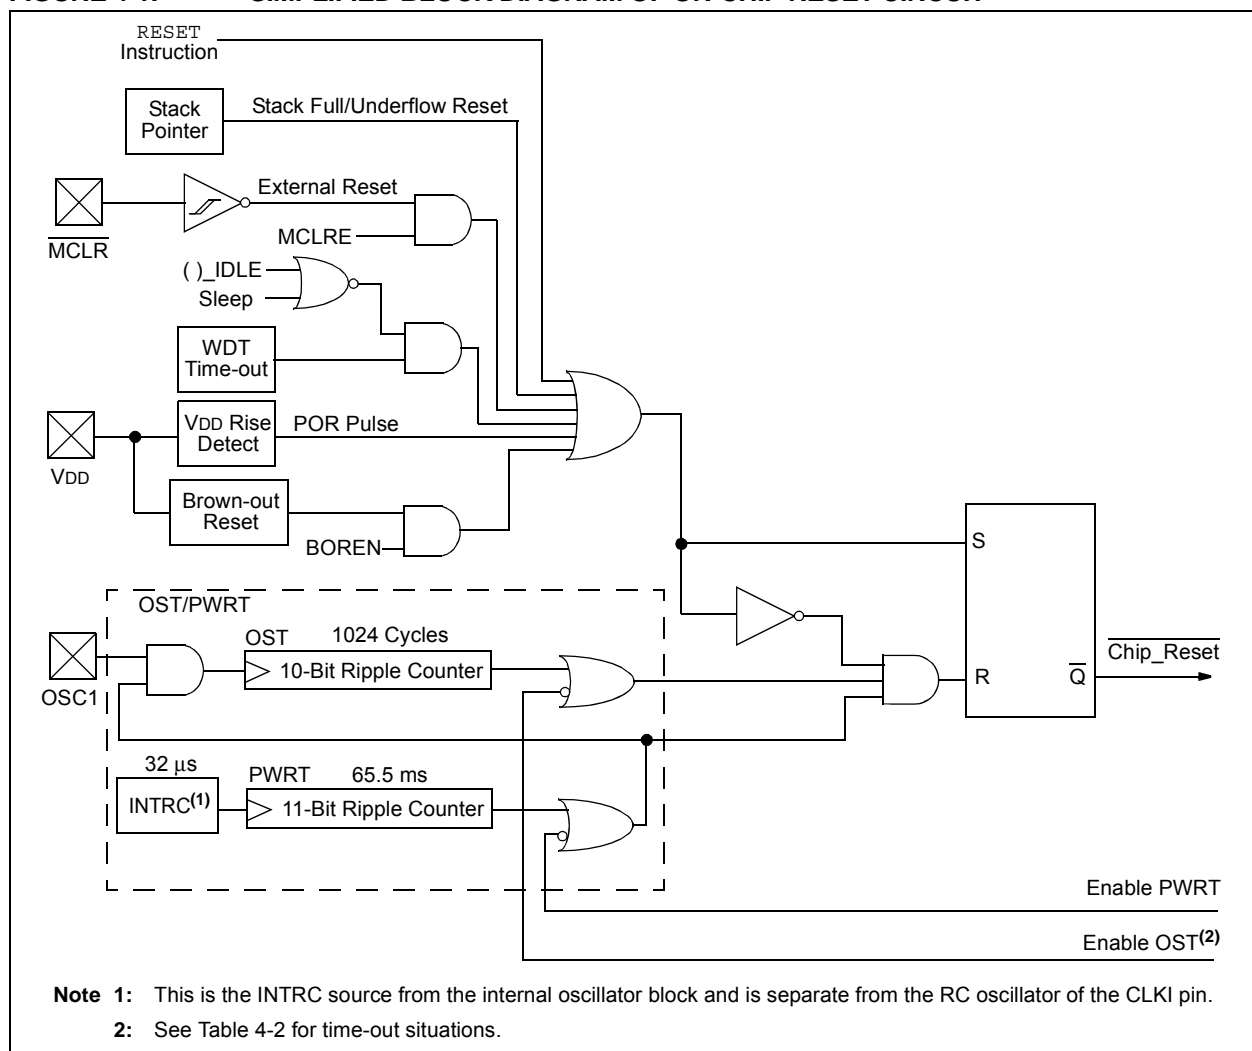 RESET
Instruction
Stack
Pointer
Stack Full/Underflow Reset
External Reset
MCLR
MCLRE
( )_IDLE
Sleep
WDT
Time-out
VDD Rise
Detect
POR Pulse
VDD
Brown-out
Reset
BOREN
S
OST/PWRT
OST
1024 Cycles
10-Bit Ripple Counter
OSC1
Chip_Reset
R
Q
32 μs
PWRT
65.5 ms
INTRC(1)
11-Bit Ripple Counter
Enable PWRT
Enable OST(2)
Note 1: This is the INTRC source from the internal oscillator block and is separate from the RC oscillator of the CLKI pin.
2: See Table 4-2 for time-out situations.